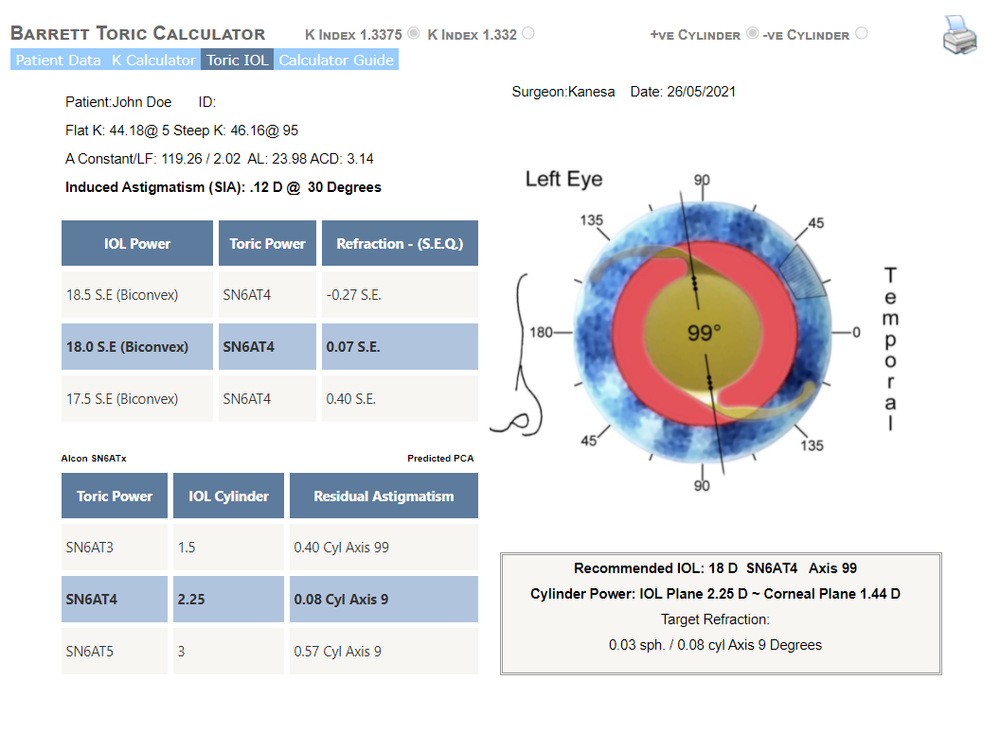 BARRETT TORIC CALCULATOR K INDEX 1.3375 K INDEX 1.332 +VE CYLINDER -VE CYLINDER
Patient Data K Calculator Toric IOL Calculator Guide
Surgeon:Kanesa Date: 26/05/2021
Patient:John Doe ID:
Flat K: 44.18@ 5 Steep K: 46.16@ 95
A Constant/LF: 119.26 / 2.02 AL: 23.98 ACD: 3.14
Induced Astigmatism (SIA): .12 D @ 30 Degrees
IOL Power Toric Power Refraction - (S.E.Q.)
18.5 S.E (Biconvex) SN6AT4 -0.27 S.E.
18.0 S.E (Biconvex) SN6AT4 0.07 S.E.
17.5 S.E (Biconvex) SN6AT4 0.40 S.E.
Alcon SN6ATx Predicted PCA
Toric Power IOL Cylinder Residual Astigmatism
SN6AT3 1.5 0.40 Cyl Axis 99
SN6AT4 2.25 0.08 Cyl Axis 9
SN6AT5 3 0.57 Cyl Axis 9
Left Eye
90
135 45
180 99° 0
45 135
90
Temporal
Recommended IOL: 18 D SN6AT4 Axis 99
Cylinder Power: IOL Plane 2.25 D ~ Corneal Plane 1.44 D
Target Refraction:
0.03 sph. / 0.08 cyl Axis 9 Degrees